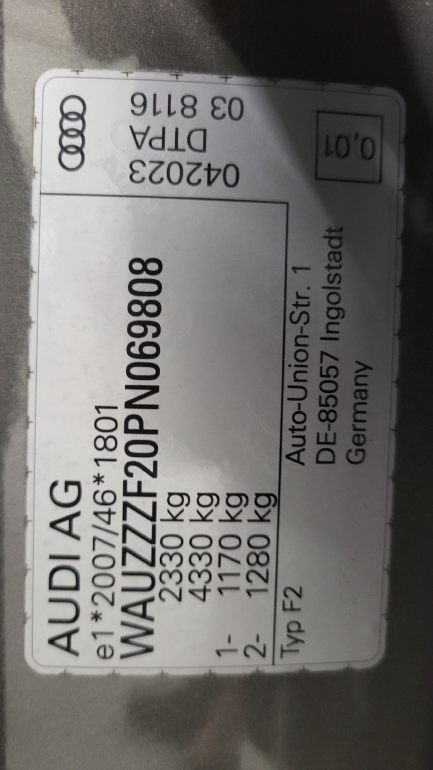 AUDI AG
e1*2007/46*1801
WAUZZZF20PN069808
2330 kg
4330 kg
1- 1170 kg
2- 1280 kg
Typ F2
Auto-Union-Str. 1
DE-85057 Ingolstadt
Germany
042023
DTPA
03 8116
0,01